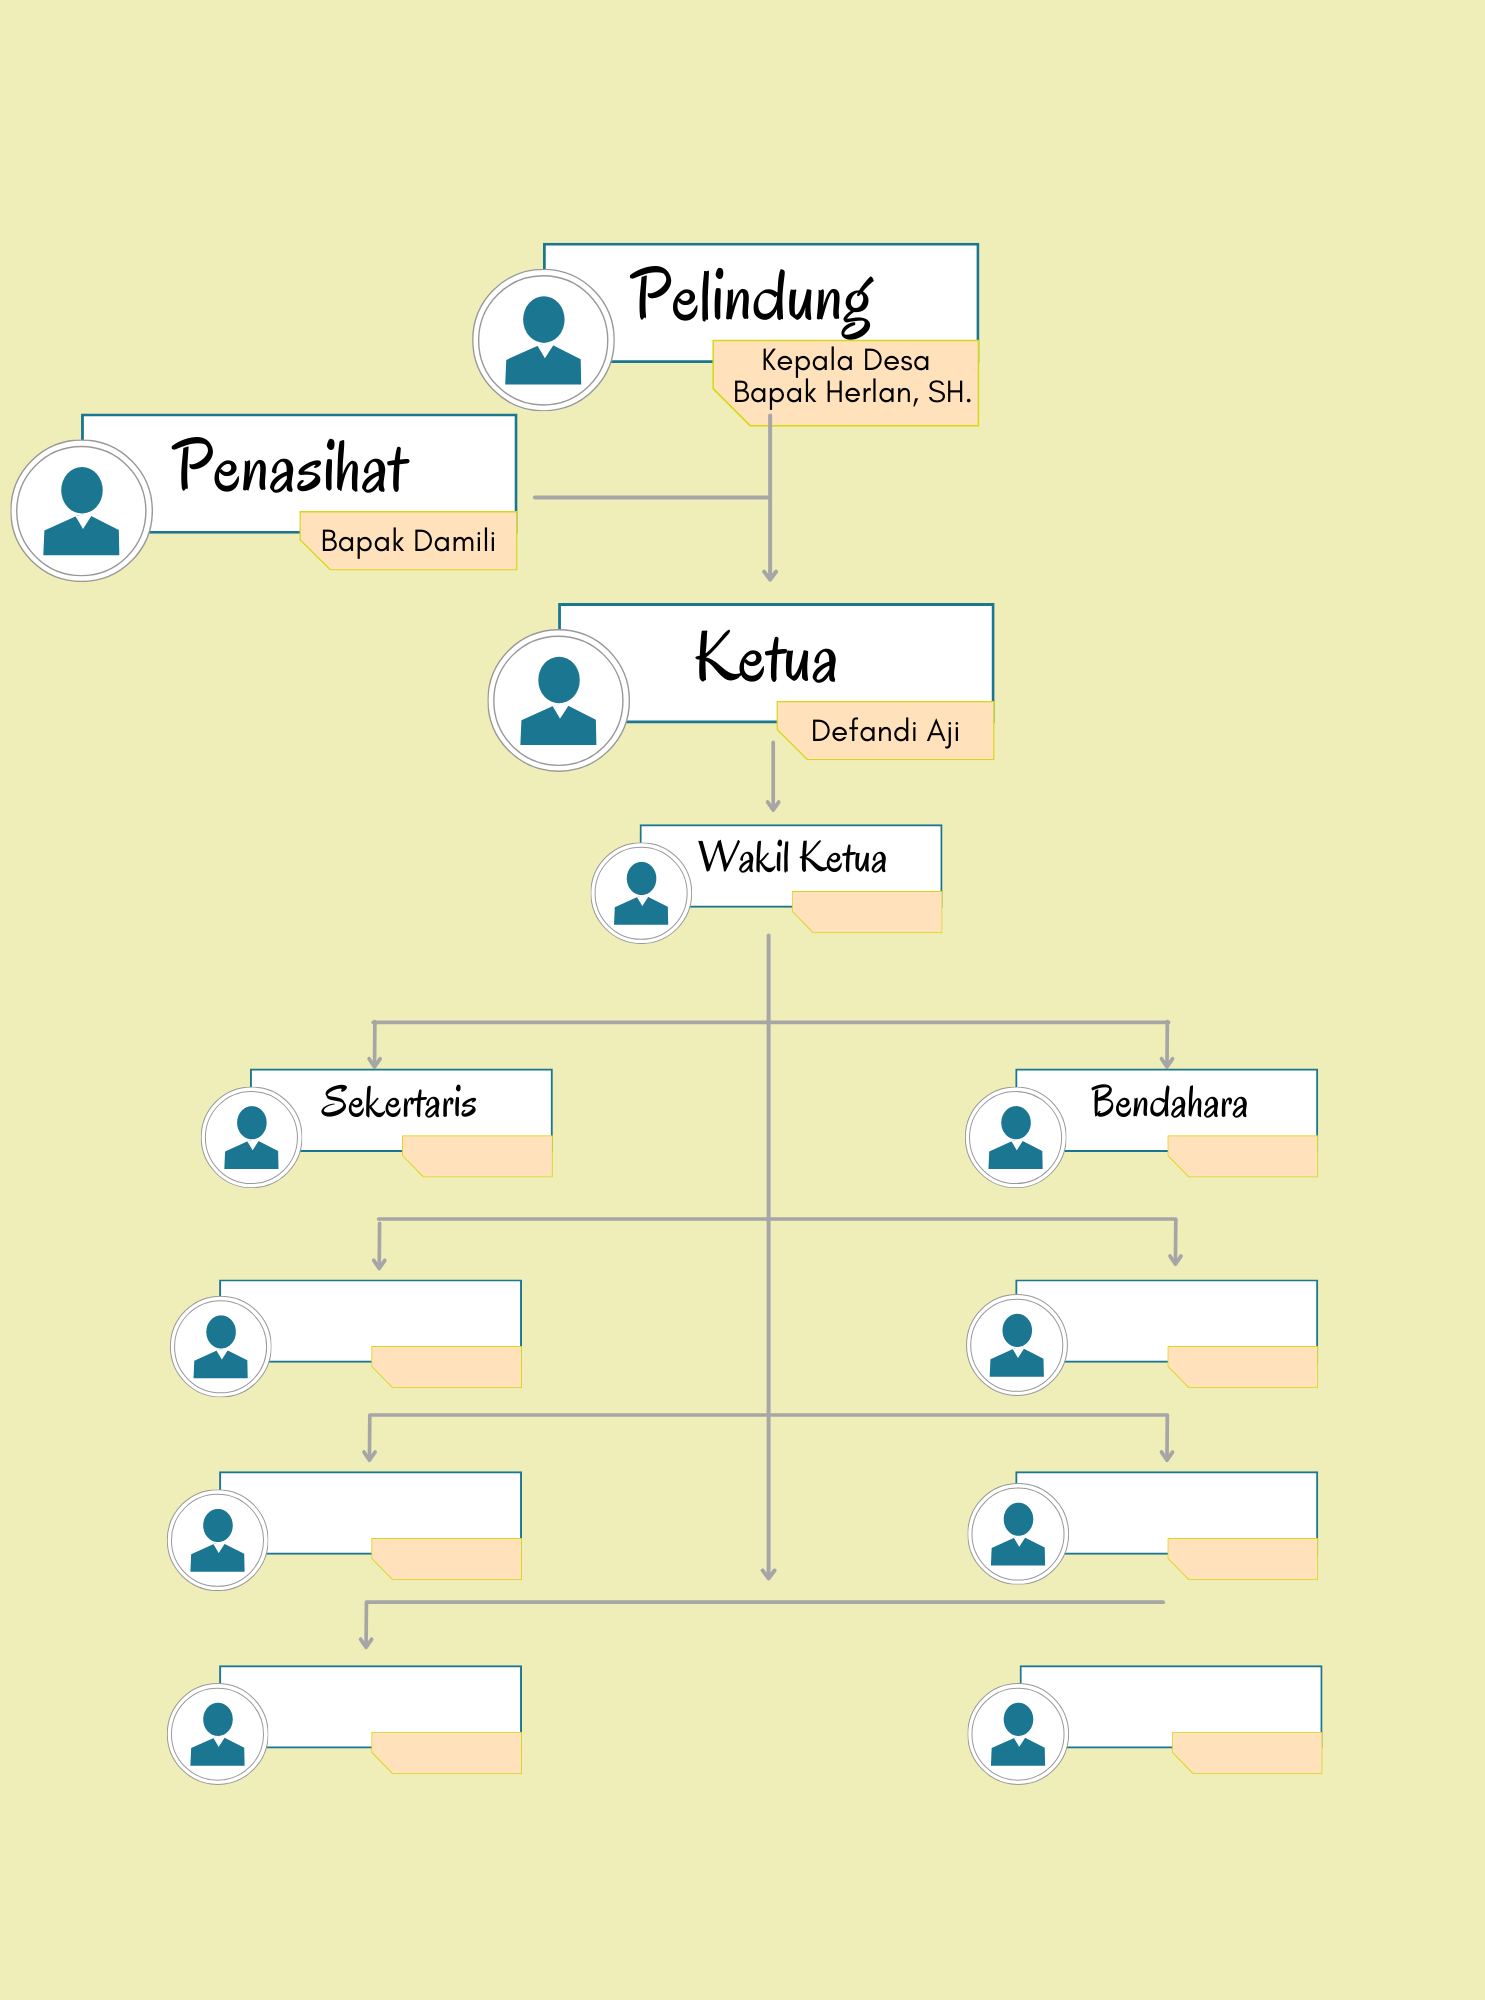 Pelindung
Kepala Desa
Bapak Herlan, SH.
Penasihat
Bapak Damili
Ketua
Defandi Aji
Wakil Ketua
Sekertaris
Bendahara